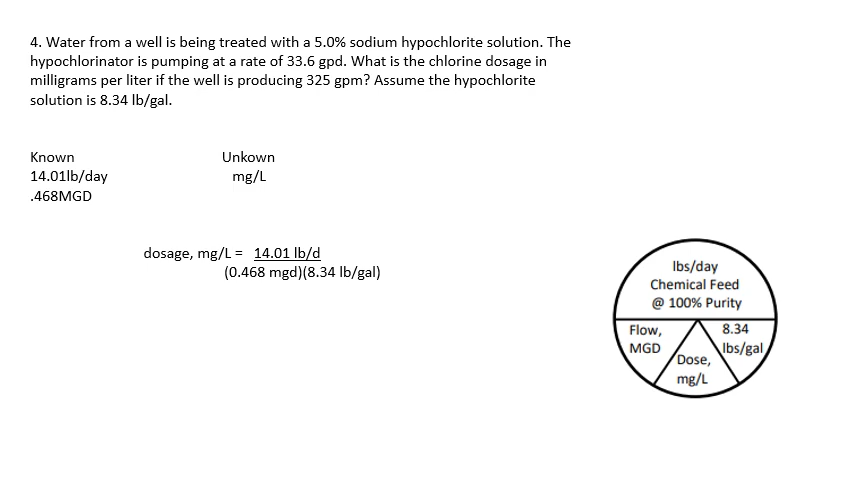 4. Water from a well is being treated with a 5.0% sodium hypochlorite solution. The
hypochlorinator is pumping at a rate of 33.6 gpd. What is the chlorine dosage in
milligrams per liter if the well is producing 325 gpm? Assume the hypochlorite
solution is 8.34 lb/gal.
Known
Unkown
14.01lb/day
mg/L
.468MGD
dosage, mg/L = 14.01 lb/d
(0.468 mgd)(8.34 lb/gal)
lbs/day
Chemical Feed
@ 100% Purity
Flow,
MGD
8.34
lbs/gal
Dose,
mg/L